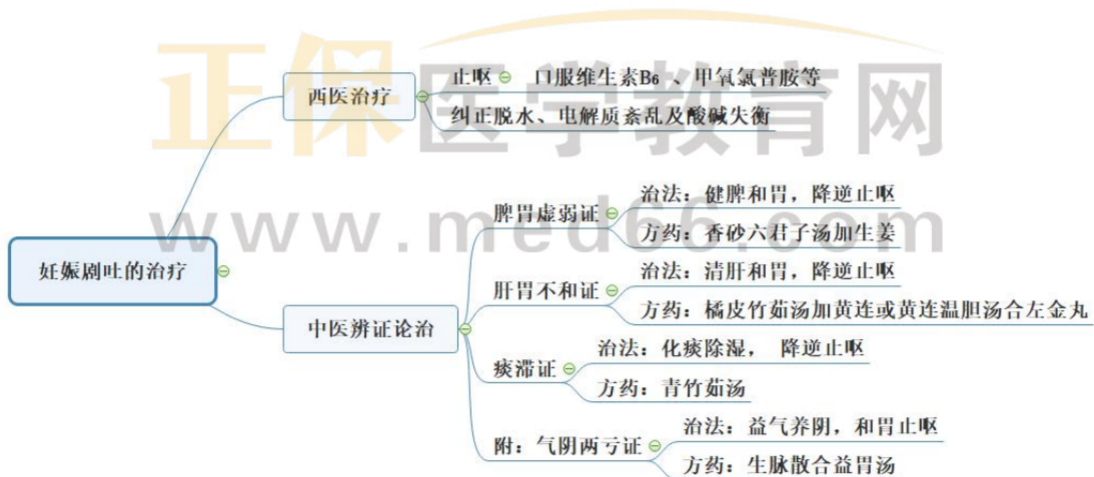 正保医学教育网
www.med66.com
妊娠剧吐的治疗
西医治疗
止呕 口服维生素B6 、甲氧氯普胺等
纠正脱水、电解质紊乱及酸碱失衡
中医辨证论治
脾胃虚弱证
治法：健脾和胃，降逆止呕
方药：香砂六君子汤加生姜
肝胃不和证
治法：清肝和胃，降逆止呕
方药：橘皮竹茹汤加黄连或黄连温胆汤合左金丸
痰滞证
治法：化痰除湿， 降逆止呕
方药：青竹茹汤
附：气阴两亏证
治法：益气养阴，和胃止呕
方药：生脉散合益胃汤